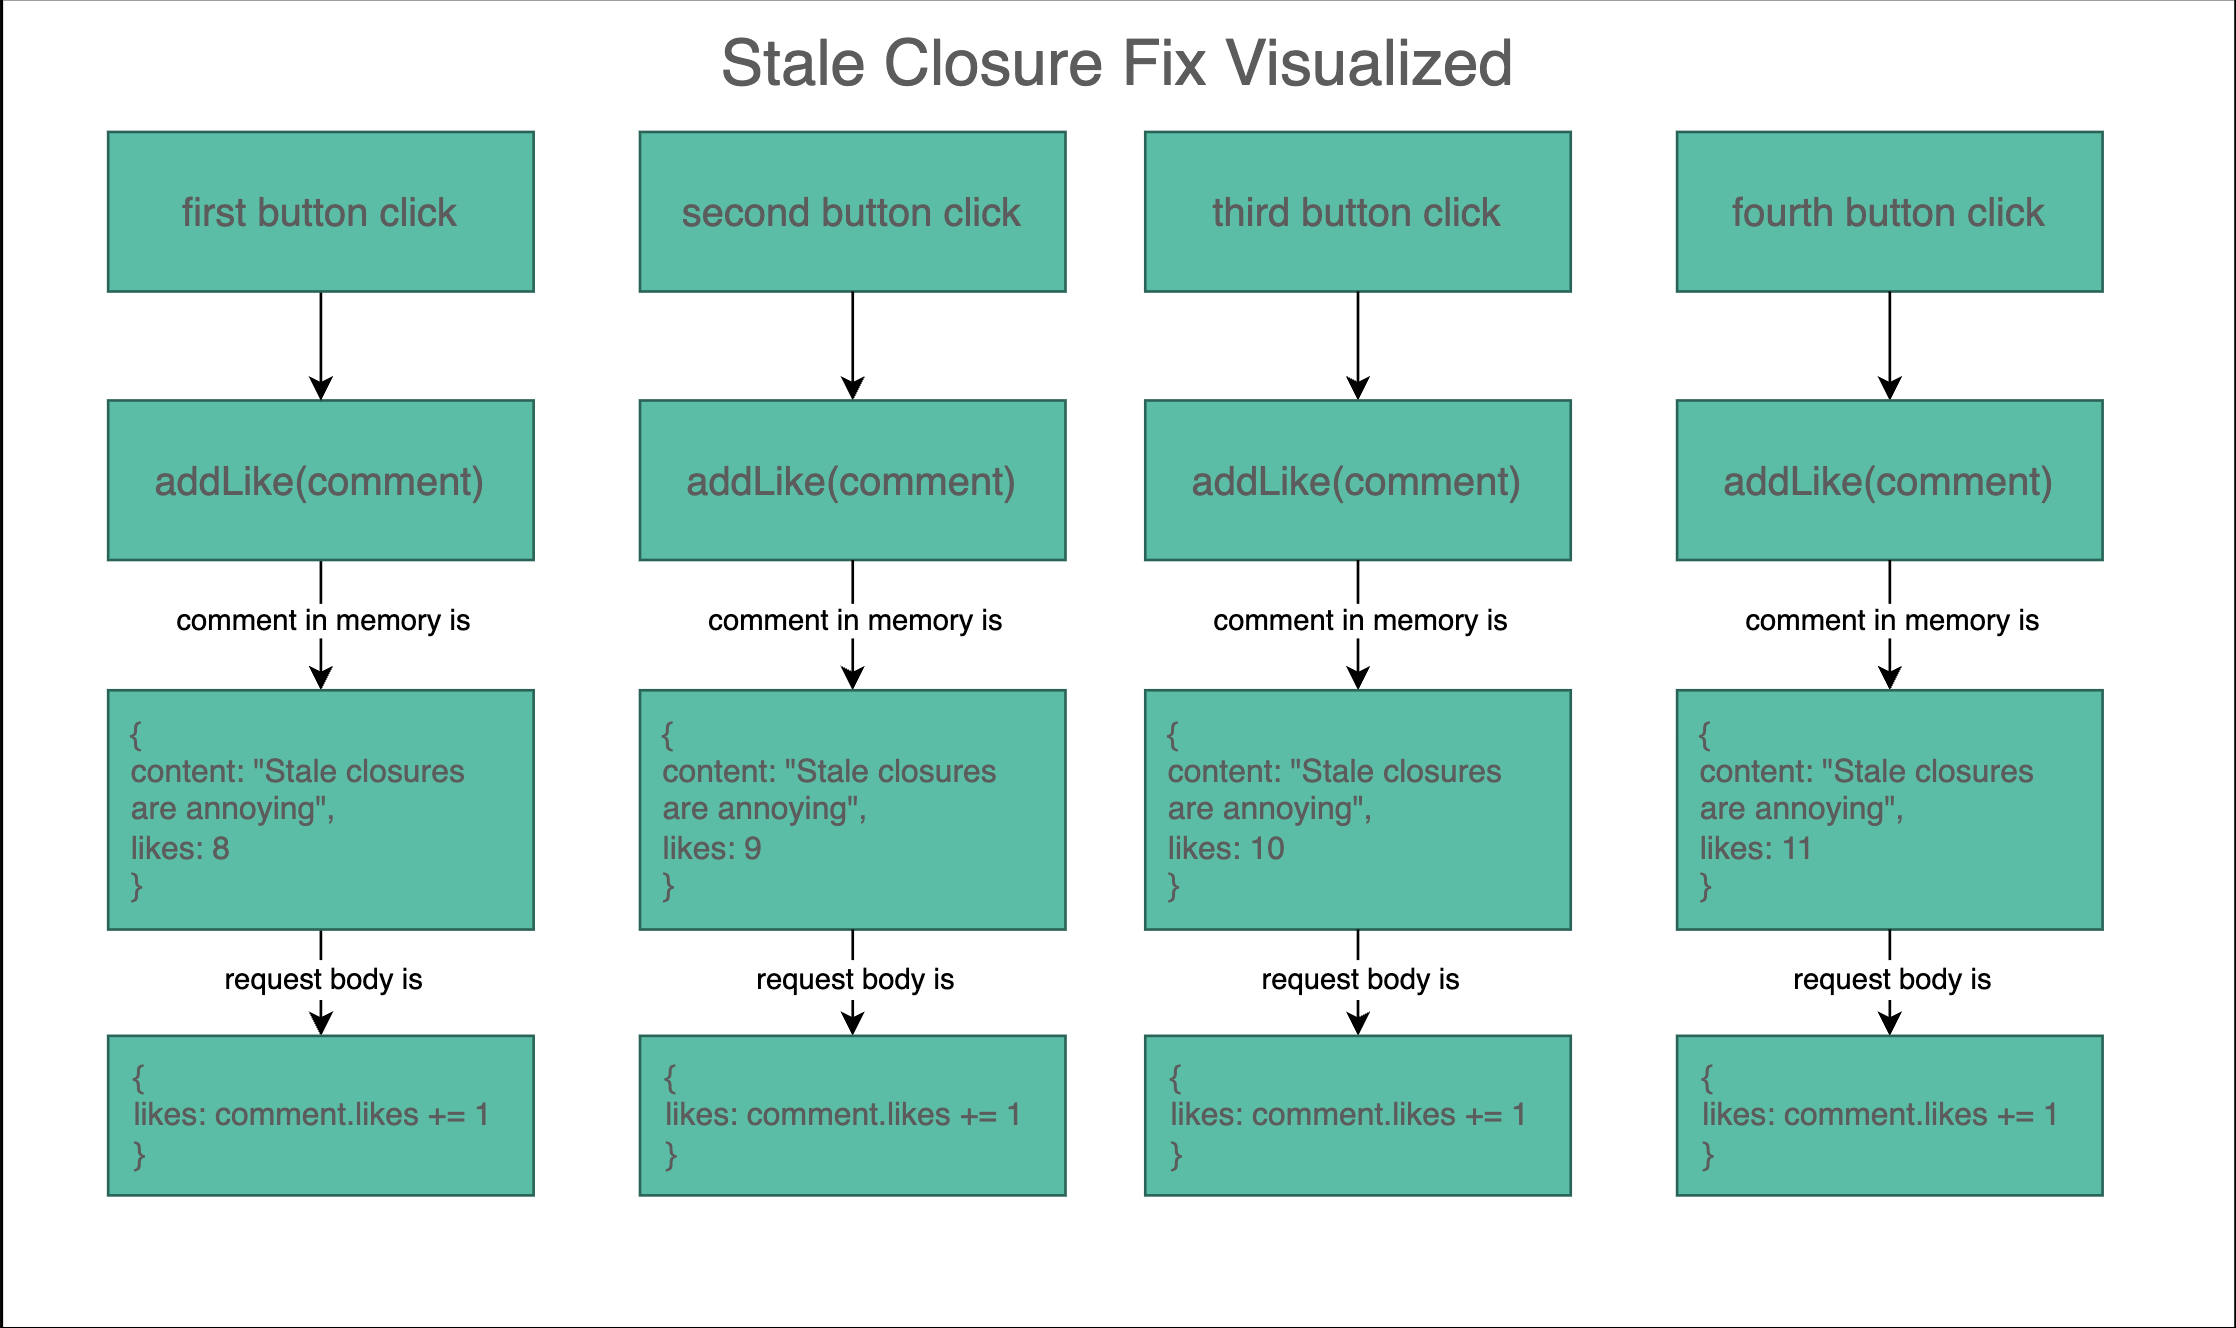 Stale Closure Fix Visualized
first button click
second button click
third button click
fourth button click
addLike(comment)
addLike(comment)
addLike(comment)
addLike(comment)
comment in memory is
comment in memory is
comment in memory is
comment in memory is
{
content: "Stale closures
are annoying",
likes: 8
}
{
content: "Stale closures
are annoying",
likes: 9
}
{
content: "Stale closures
are annoying",
likes: 10
}
{
content: "Stale closures
are annoying",
likes: 11
}
request body is
request body is
request body is
request body is
{
likes: comment.likes += 1
}
{
likes: comment.likes += 1
}
{
likes: comment.likes += 1
}
{
likes: comment.likes += 1
}